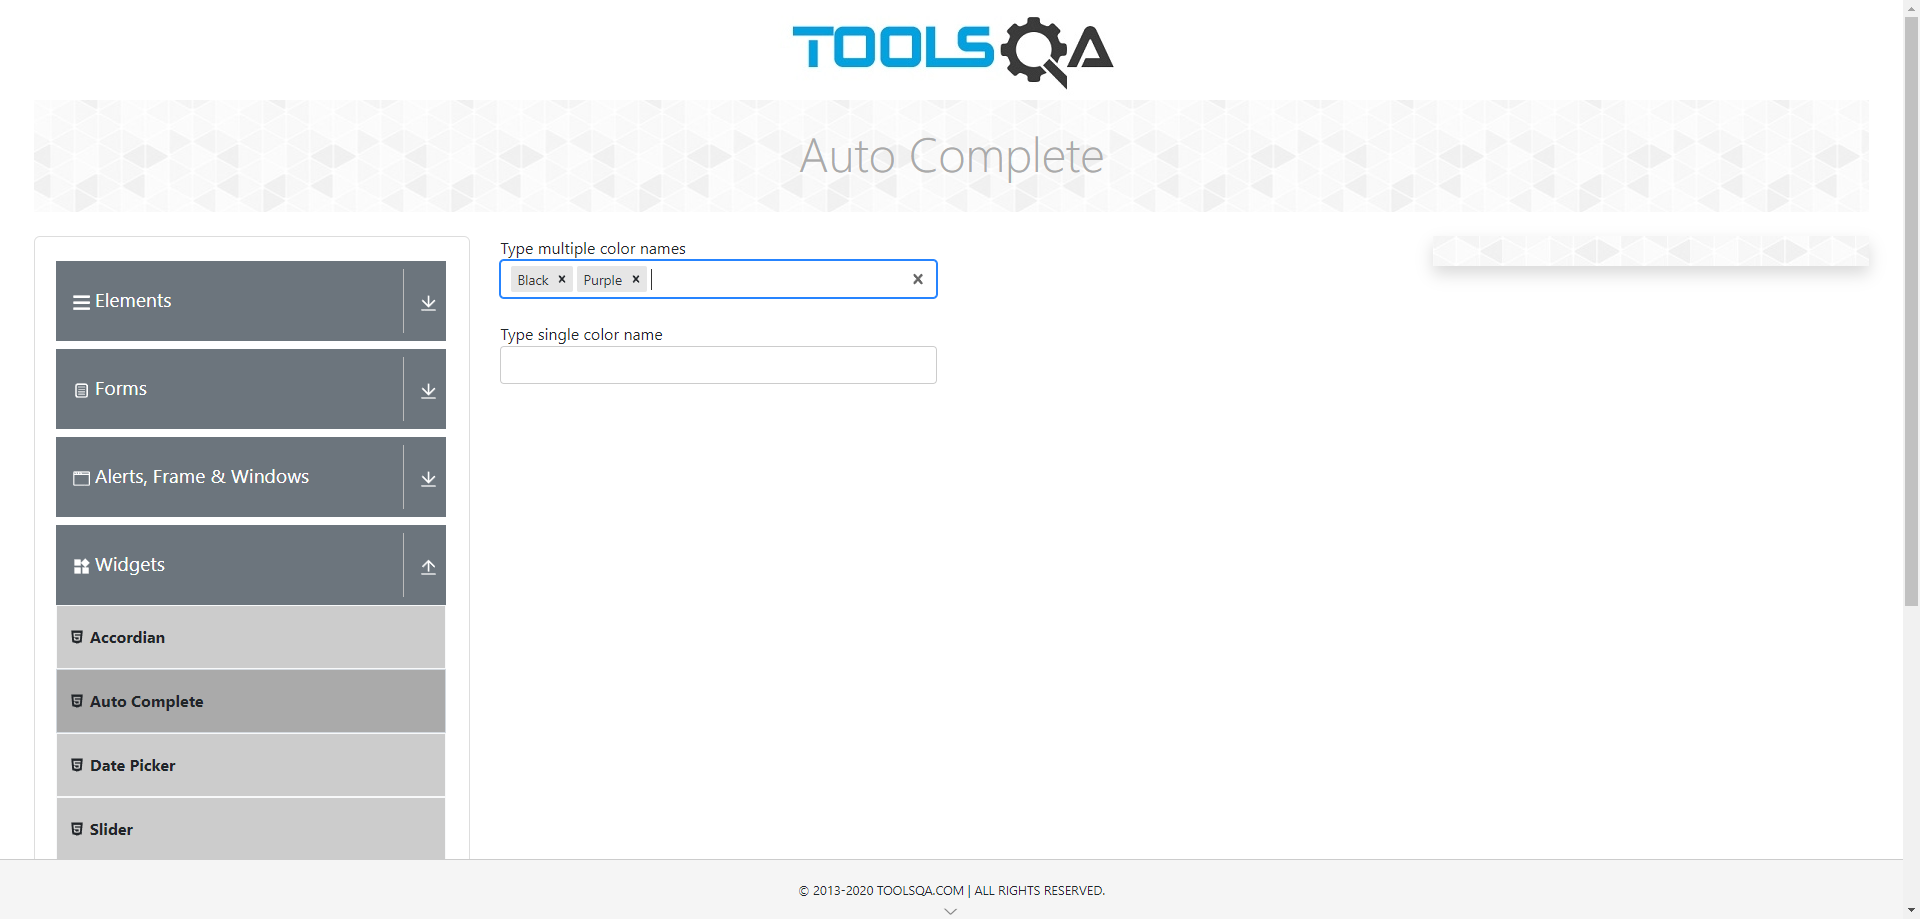 TOOLSQA
Auto Complete
Elements
Forms
Alerts, Frame & Windows
Widgets
Accordian
Auto Complete
Date Picker
Slider
Type multiple color names
Black × Purple ×
Type single color name
© 2013-2020 TOOLSQA.COM | ALL RIGHTS RESERVED.